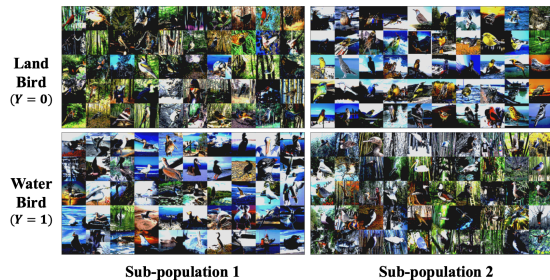 Land
Bird
(Y = 0)
Water
Bird
(Y = 1)
Sub-population 1
Sub-population 2